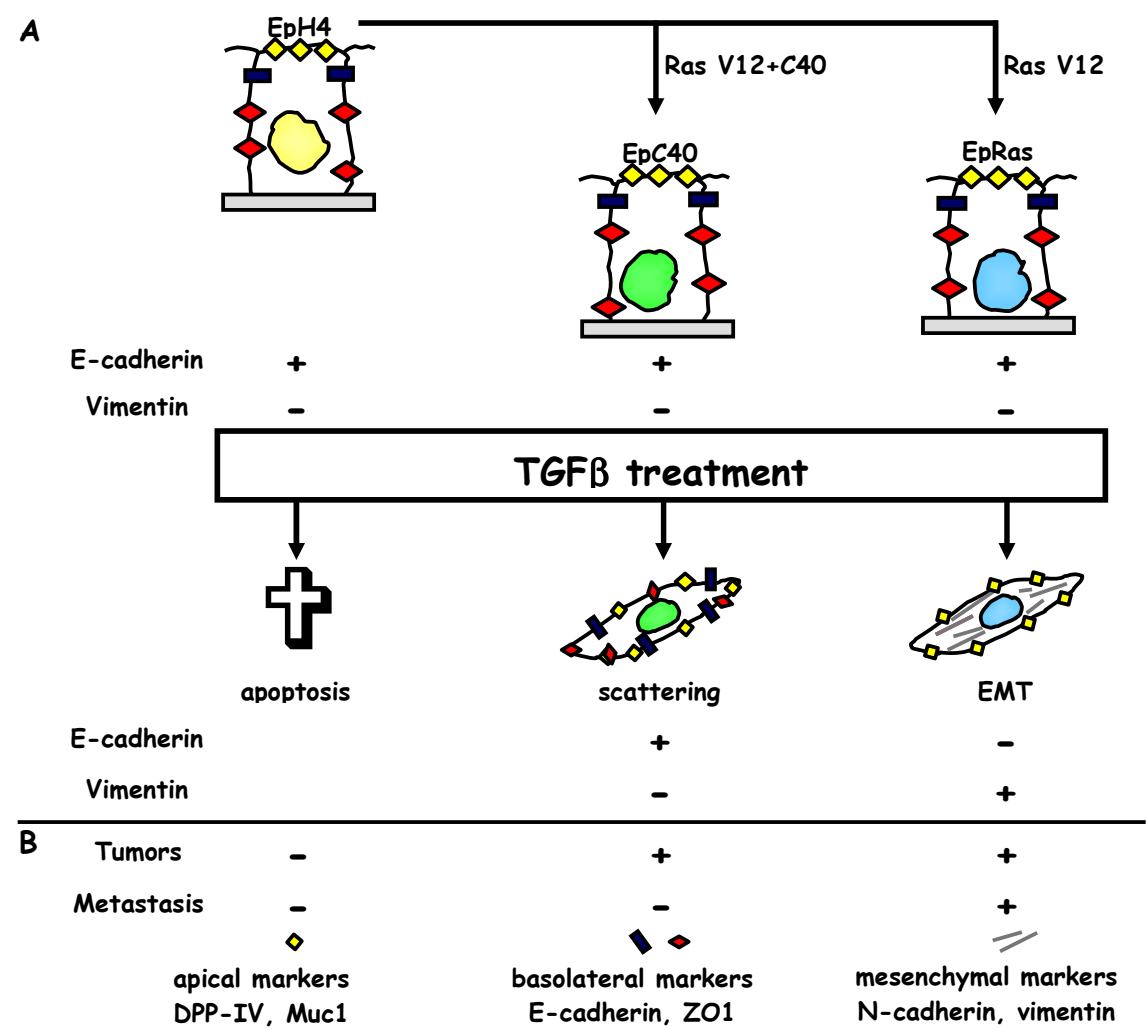 A
EpH4
Ras V12+C40
Ras V12
EpC40
EpRas
E-cadherin + + +
Vimentin - - -
TGFβ treatment
apoptosis scattering EMT
E-cadherin + -
Vimentin - +
B
Tumors - + +
Metastasis - - +
apical markers basolateral markers mesenchymal markers
DPP-IV, Muc1 E-cadherin, ZO1 N-cadherin, vimentin